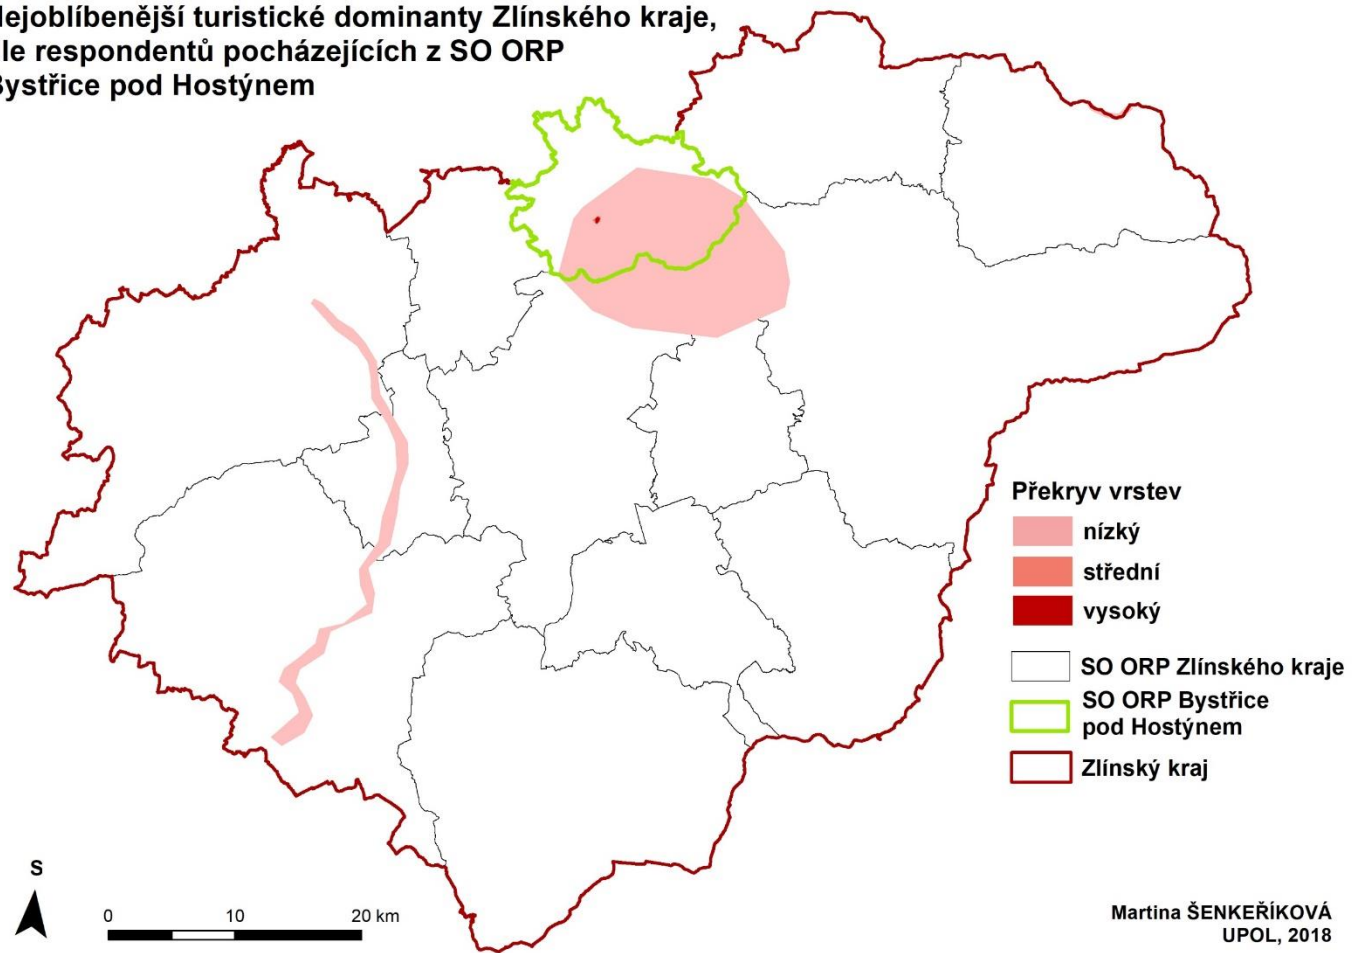 ejoblíbenější turistické dominanty Zlínského kraje,
le respondentů pocházejících z SO ORP
Bystřice pod Hostýnem
Překryv vrstev
nízký
střední
vysoký
SO ORP Zlínského kraje
SO ORP Bystřice
pod Hostýnem
Zlínský kraj
S
0 10 20 km
Martina ŠENKEŘÍKOVÁ
UPOL, 2018